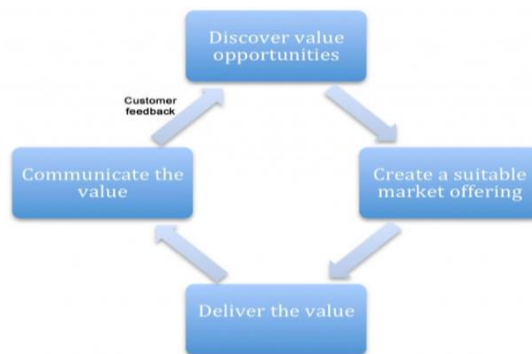 Discover value
opportunities
Customer
feedback
Communicate the
value
Create a suitable
market offering
Deliver the value